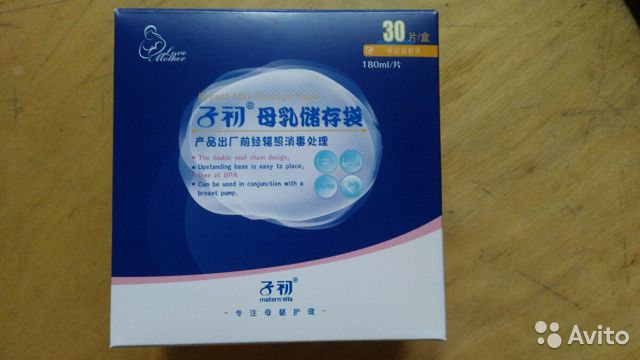 Love
Mother
30片/盒
180ml/片
Breast Milk Storage Bag
子初® 母乳储存袋
产品出厂前经辐照消毒处理
The double seal chain design;
Upstanding base is easy to place;
free of BPA
Can be used in conjunction with a
breast pump.
子初®
matern'ella
- 专注母婴护理 -
Avito